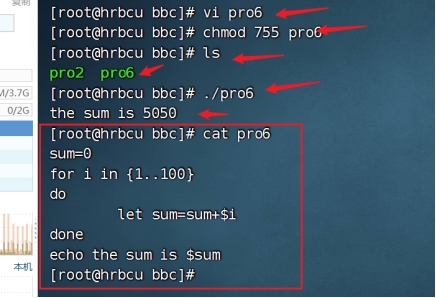 [root@hrbcu bbc]# vi pro6
[root@hrbcu bbc]# chmod 755 pro6
[root@hrbcu bbc]# ls
pro2  pro6
[root@hrbcu bbc]# ./pro6
the sum is 5050
[root@hrbcu bbc]# cat pro6
sum=0
for i in {1..100}
do
        let sum=sum+$i
done
echo the sum is $sum
[root@hrbcu bbc]#
M/3.7G
0/2G
本机